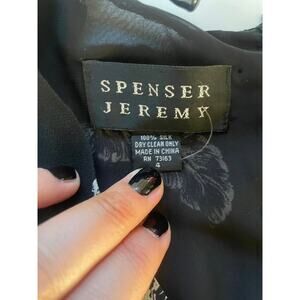 SPENSER
JEREMY
100% SILK
DRY CLEAN ONLY
MADE IN CHINA
RN 73163
4